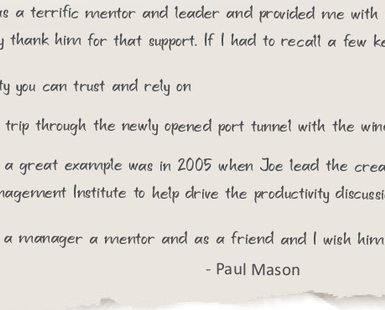 as a terrific mentor and leader and provided me with
y thank him for that support. If I had to recall a few ke
ty you can trust and rely on
trip through the newly opened port tunnel with the wind
a great example was in 2005 when Joe lead the crea
nagement Institute to help drive the productivity discussi
a manager a mentor and as a friend and I wish him
- Paul Mason